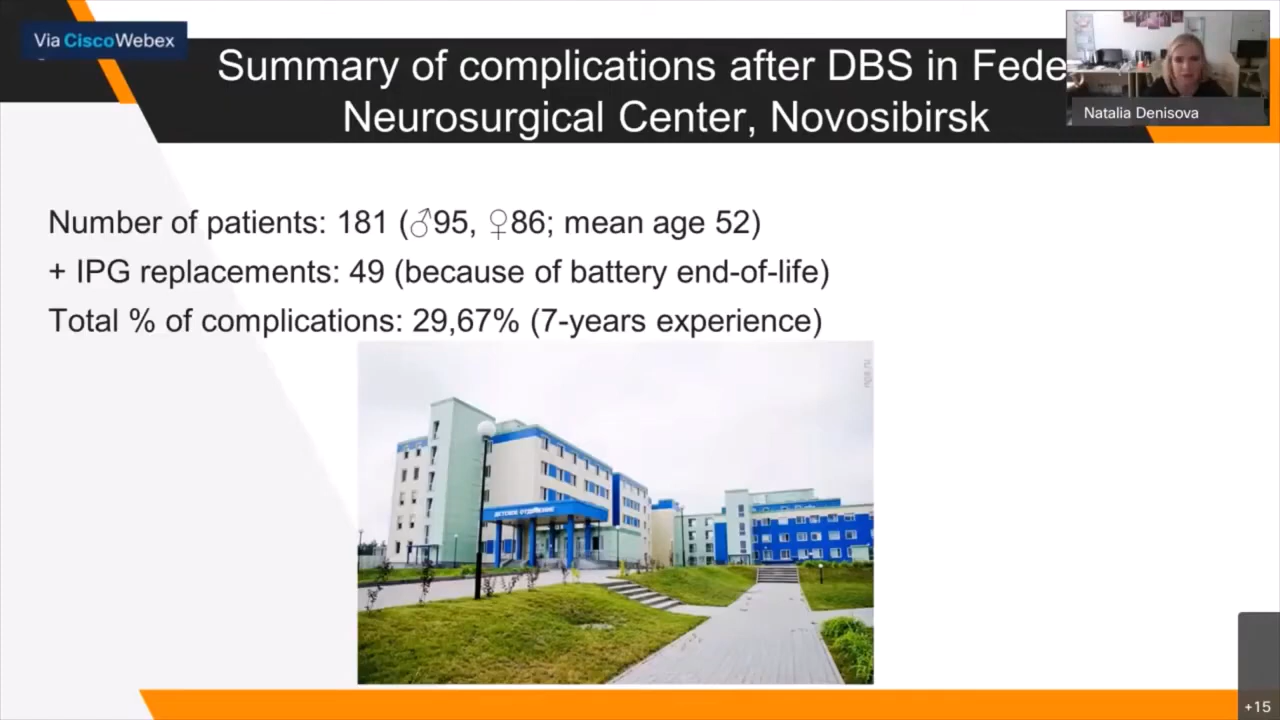 Via CiscoWebex
Summary of complications after DBS in Fede
Neurosurgical Center, Novosibirsk
Natalia Denisova
Number of patients: 181 (♂95, ♀86; mean age 52)
+ IPG replacements: 49 (because of battery end-of-life)
Total % of complications: 29,67% (7-years experience)
ДЕТСКОЕ ОТДЕЛЕНИЕ
+15